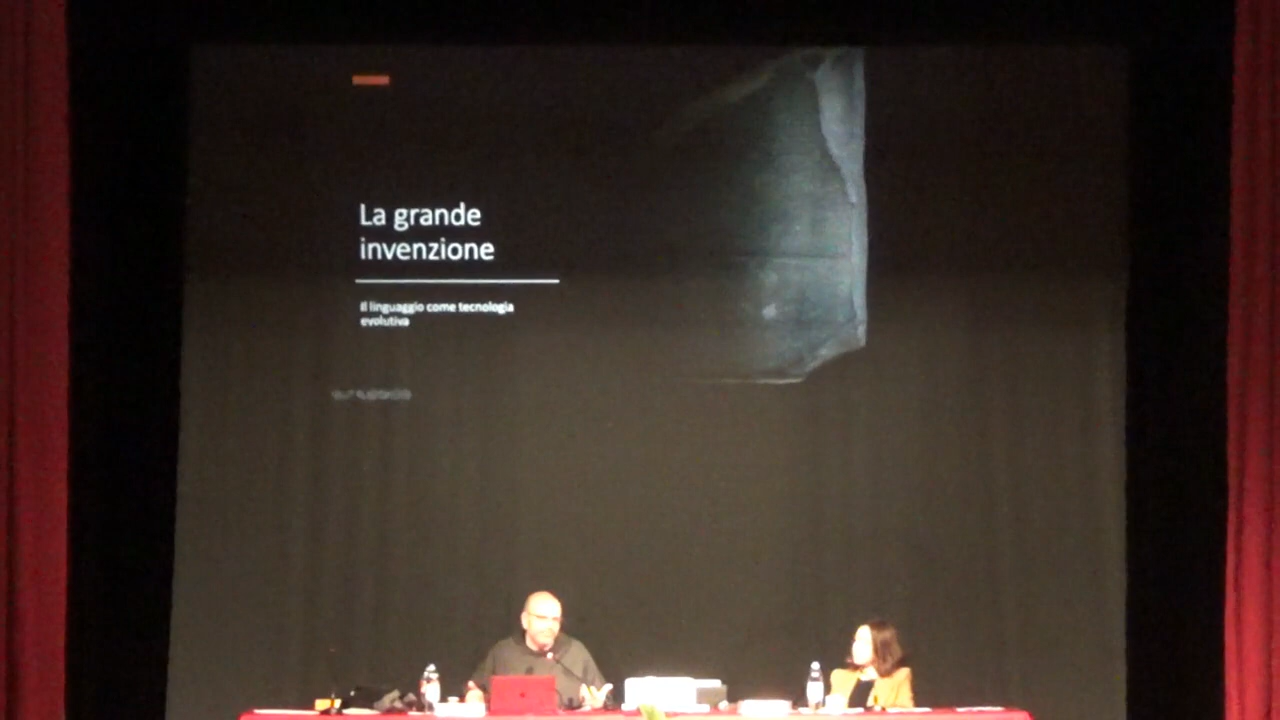 La grande
invenzione
Il linguaggio come tecnologia
evolutiva